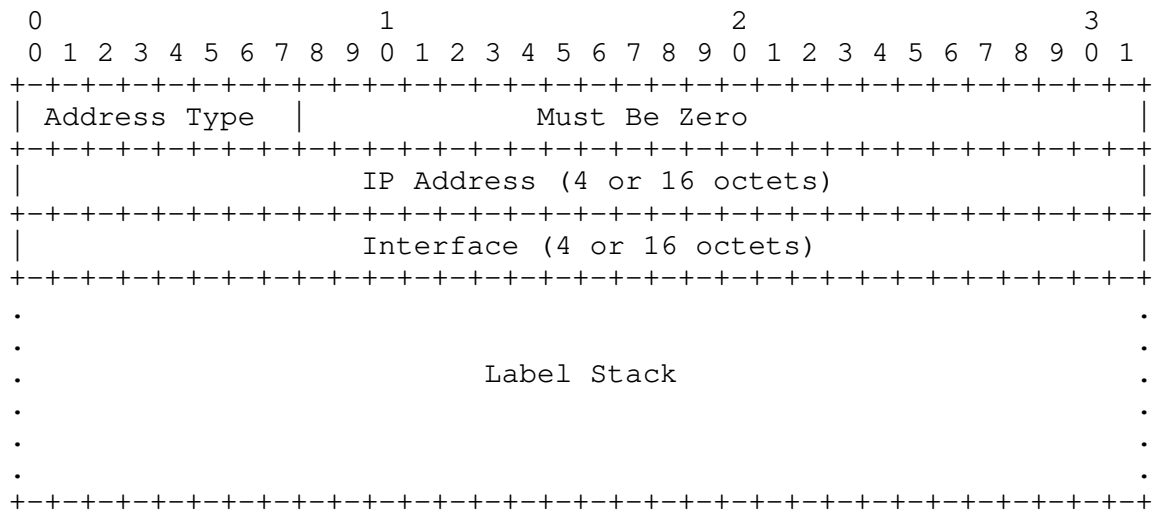 0                   1                   2                   3
 0 1 2 3 4 5 6 7 8 9 0 1 2 3 4 5 6 7 8 9 0 1 2 3 4 5 6 7 8 9 0 1
+-+-+-+-+-+-+-+-+-+-+-+-+-+-+-+-+-+-+-+-+-+-+-+-+-+-+-+-+-+-+-+-+
| Address Type  |             Must Be Zero                      |
+-+-+-+-+-+-+-+-+-+-+-+-+-+-+-+-+-+-+-+-+-+-+-+-+-+-+-+-+-+-+-+-+
|                   IP Address (4 or 16 octets)                 |
+-+-+-+-+-+-+-+-+-+-+-+-+-+-+-+-+-+-+-+-+-+-+-+-+-+-+-+-+-+-+-+-+
|                   Interface (4 or 16 octets)                  |
+-+-+-+-+-+-+-+-+-+-+-+-+-+-+-+-+-+-+-+-+-+-+-+-+-+-+-+-+-+-+-+-+
.                                                               .
.                                                               .
.                          Label Stack                          .
.                                                               .
.                                                               .
.                                                               .
+-+-+-+-+-+-+-+-+-+-+-+-+-+-+-+-+-+-+-+-+-+-+-+-+-+-+-+-+-+-+-+-+